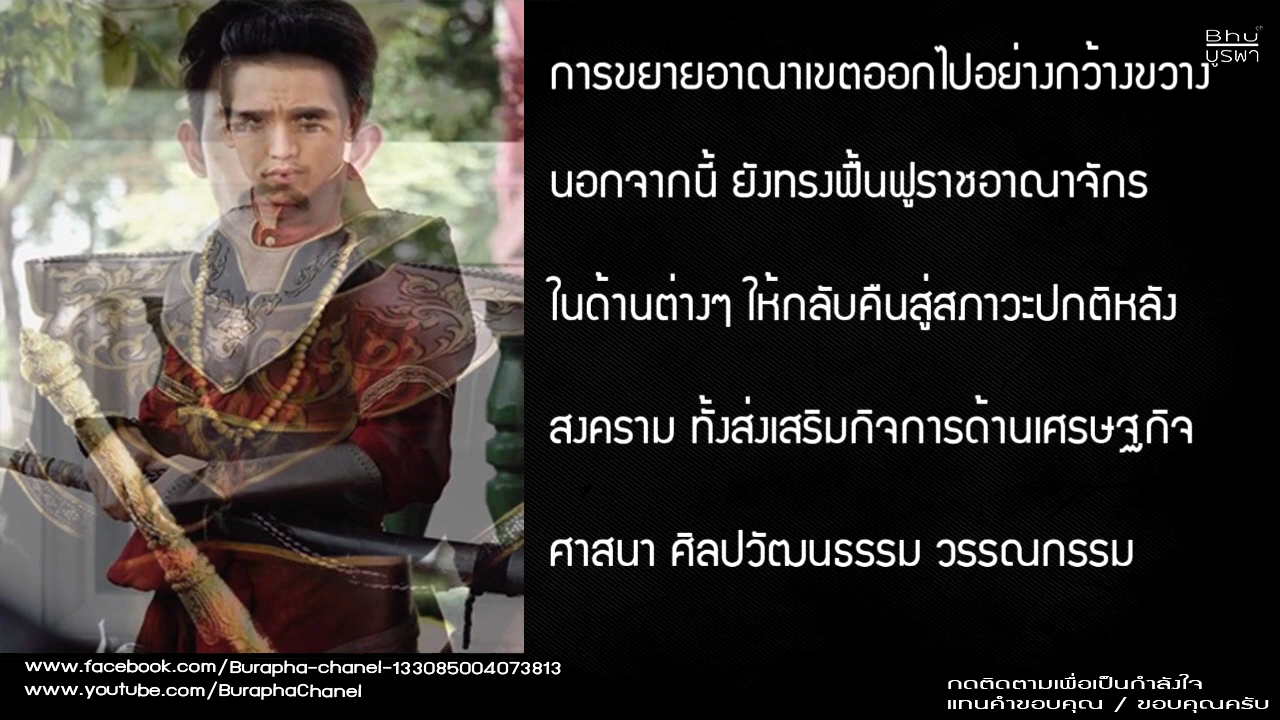 Bhu ch
บูรพา
การขยายอาณาเขตออกไปอย่างกว้างขวาง
นอกจากนี้ ยังทรงฟื้นฟูราชอาณาจักร
ในด้านต่างๆ ให้กลับคืนสู่สภาวะปกติหลัง
สงคราม ทั้งส่งเสริมกิจการด้านเศรษฐกิจ
ศาสนา ศิลปวัฒนธรรม วรรณกรรม
www.facebook.com/Burapha-chanel-133085004073813
www.youtube.com/BuraphaChanel
กดติดตามเพื่อเป็นกำลังใจ
แทนคำขอบคุณ / ขอบคุณครับ